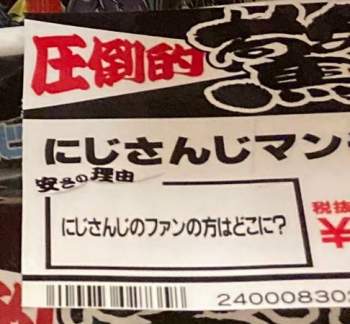 圧倒的
にじさんじマン
安さの理由
にじさんじのファンの方はどこに?
税抜
240008302